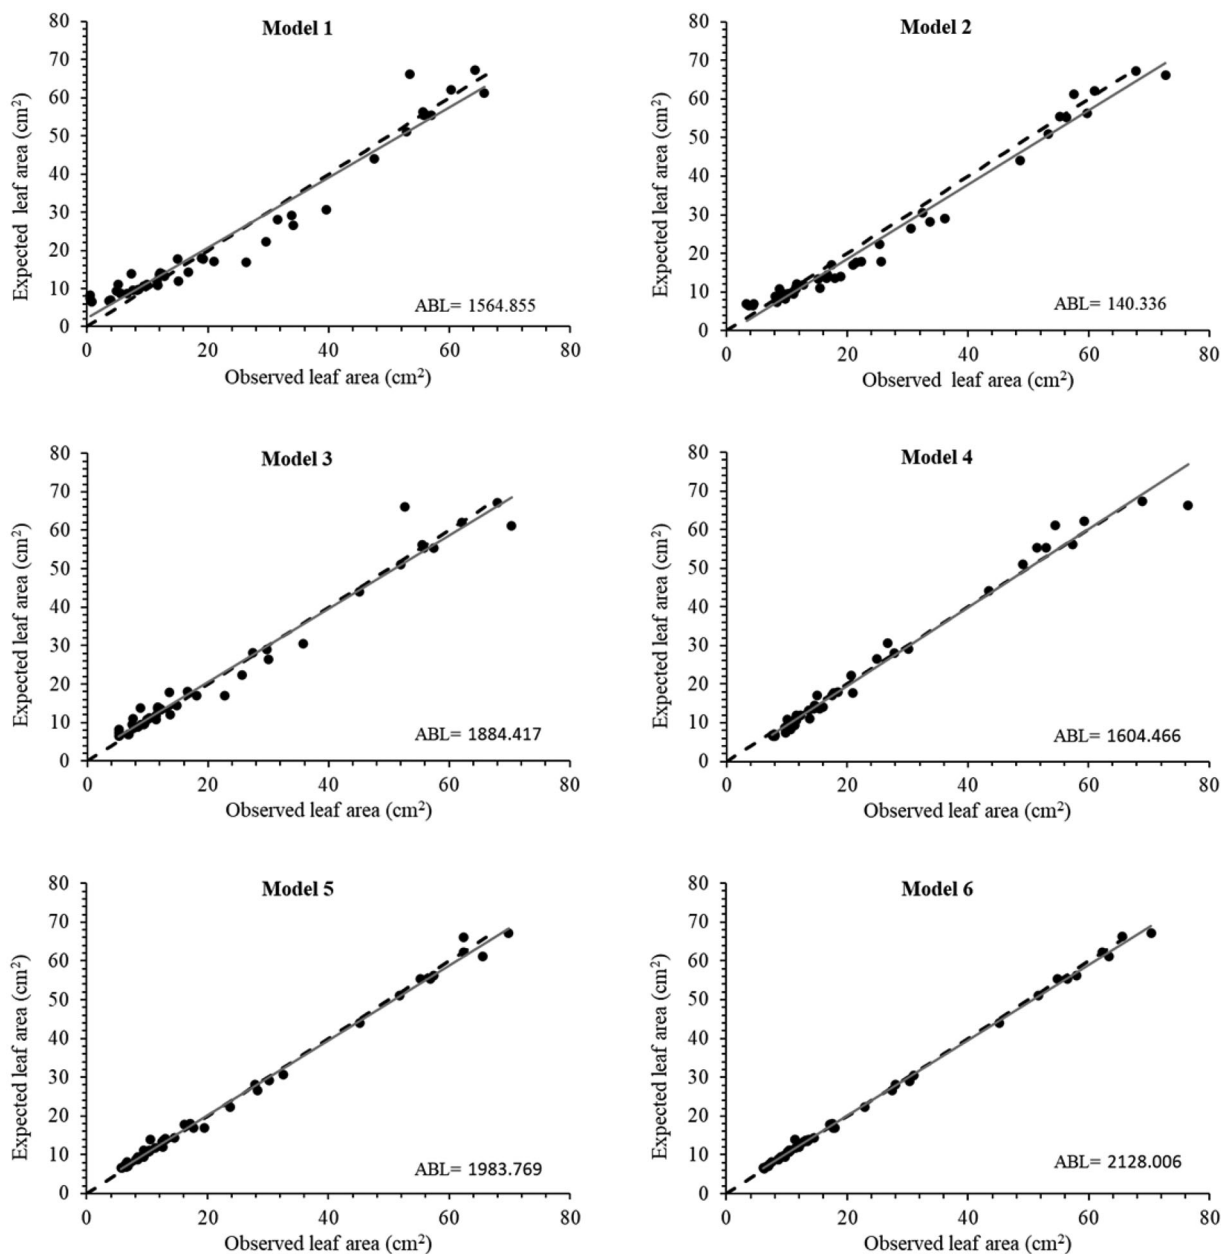 Model 1
Expected leaf area (cm²)
80
70
60
50
40
30
20
10
0
ABL= 1564.855
0 20 40 60 80
Observed leaf area (cm²)
Model 2
Expected leaf area (cm²)
80
70
60
50
40
30
20
10
0
ABL= 140.336
0 20 40 60 80
Observed leaf area (cm²)
Model 3
Expected leaf area (cm²)
80
70
60
50
40
30
20
10
0
ABL= 1884.417
0 20 40 60 80
Observed leaf area (cm²)
Model 4
Expected leaf area (cm²)
80
70
60
50
40
30
20
10
0
ABL= 1604.466
0 20 40 60 80
Observed leaf area (cm²)
Model 5
Expected leaf area (cm²)
80
70
60
50
40
30
20
10
0
ABL= 1983.769
0 20 40 60 80
Observed leaf area (cm²)
Model 6
Expected leaf area (cm²)
80
70
60
50
40
30
20
10
0
ABL= 2128.006
0 20 40 60 80
Observed leaf area (cm²)